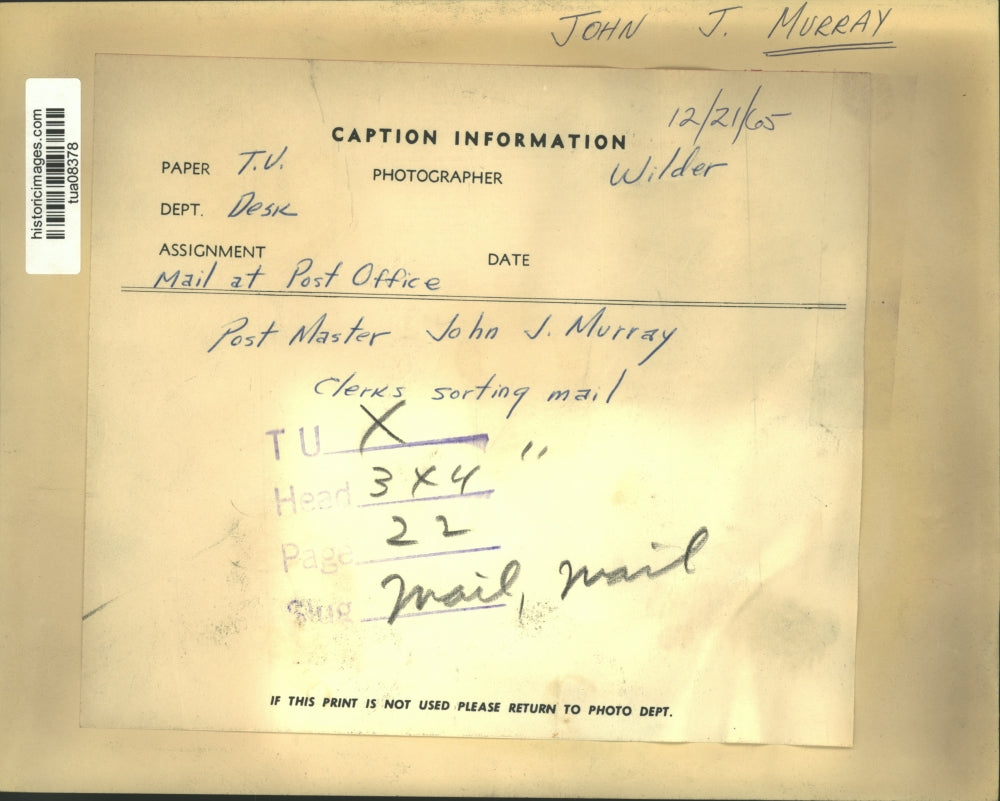 JOHN J. MURRAY
historicimages.com
tua08378
12/21/65
CAPTION INFORMATION
PAPER T.U. PHOTOGRAPHER Wilder
DEPT. Desk
ASSIGNMENT DATE
Mail at Post Office
Post Master John J. Murray
Clerks sorting mail
TU X
Head 3 x 4 "
Page 22
Slug Mail, mail
IF THIS PRINT IS NOT USED PLEASE RETURN TO PHOTO DEPT.